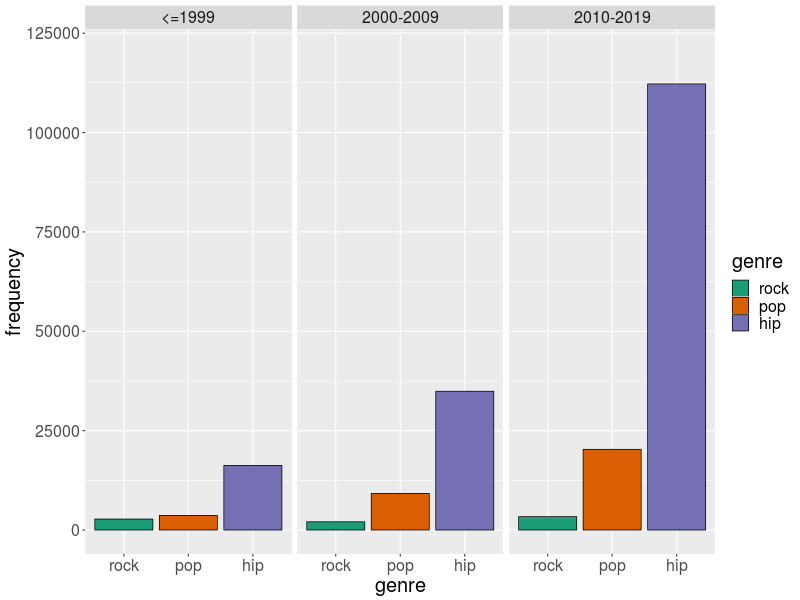 <=1999 2000-2009 2010-2019
125000
100000
75000
50000
25000
0
frequency
rock pop hip rock pop hip rock pop hip
genre
genre
rock
pop
hip